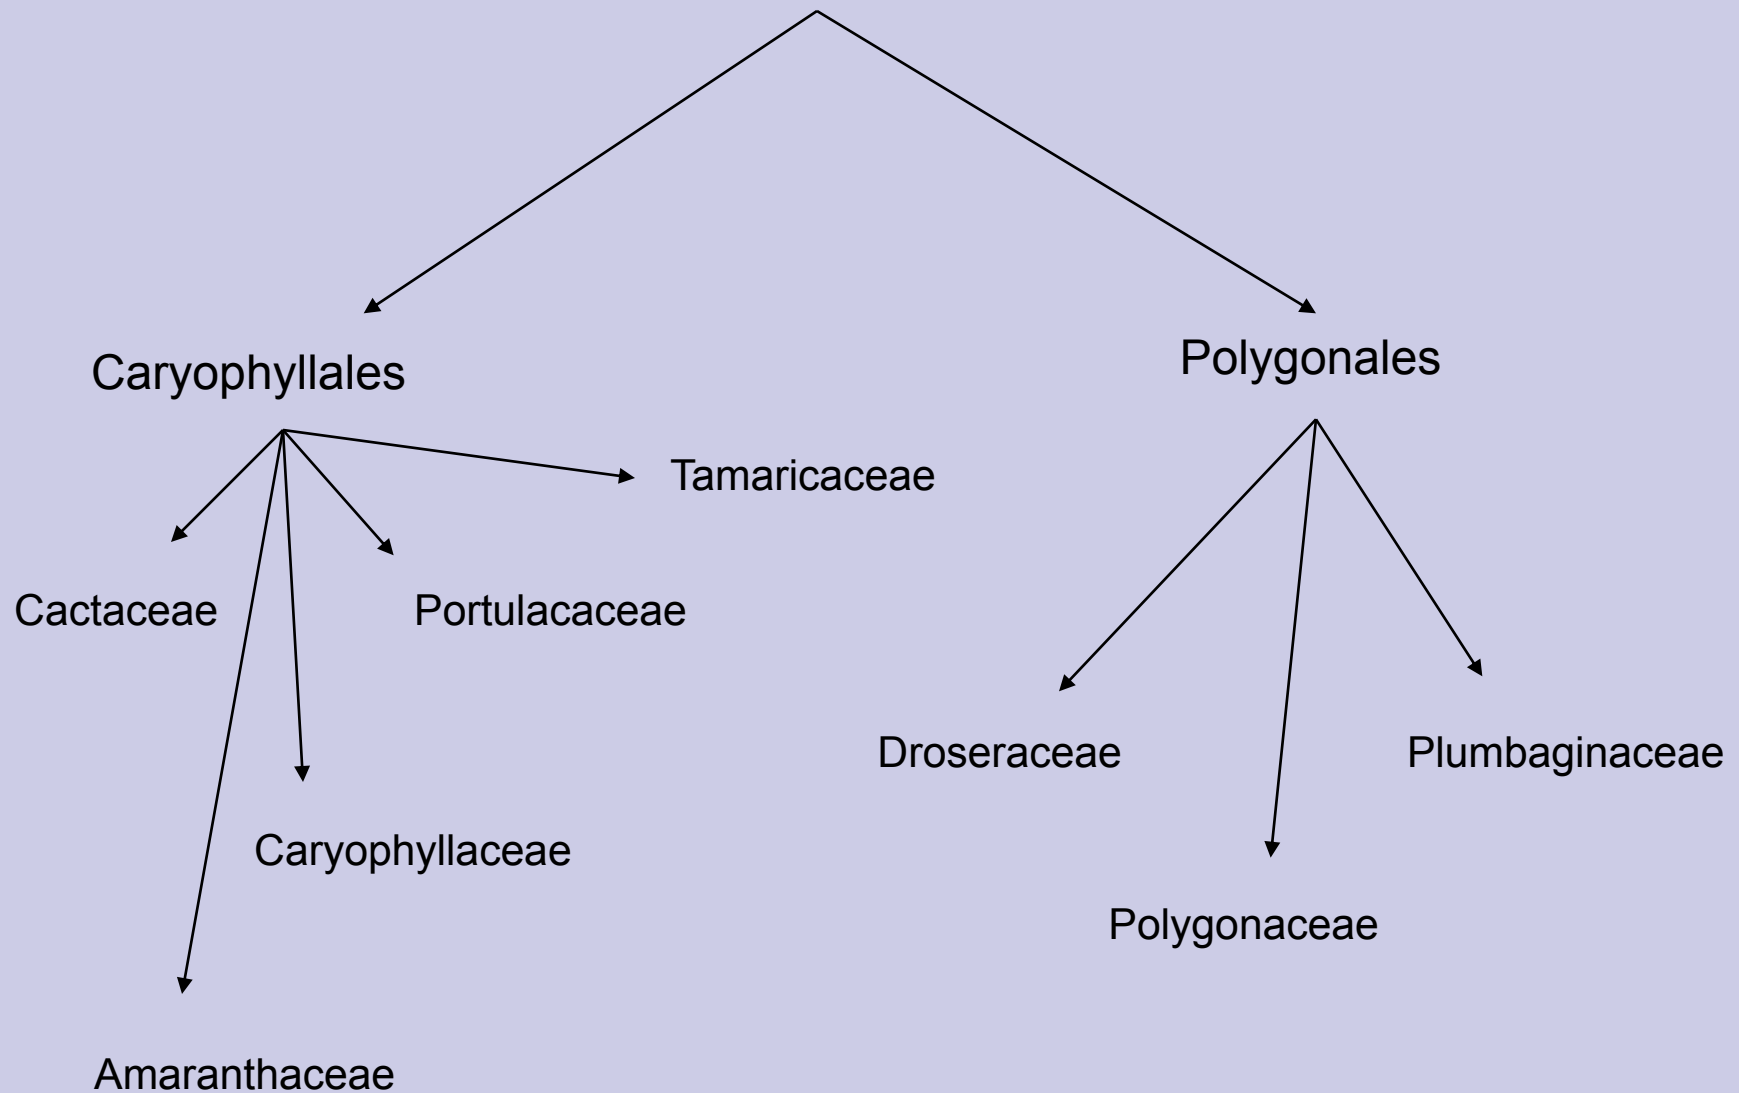 Caryophyllales
Polygonales
Tamaricaceae
Cactaceae
Portulacaceae
Droseraceae
Plumbaginaceae
Caryophyllaceae
Polygonaceae
Amaranthaceae